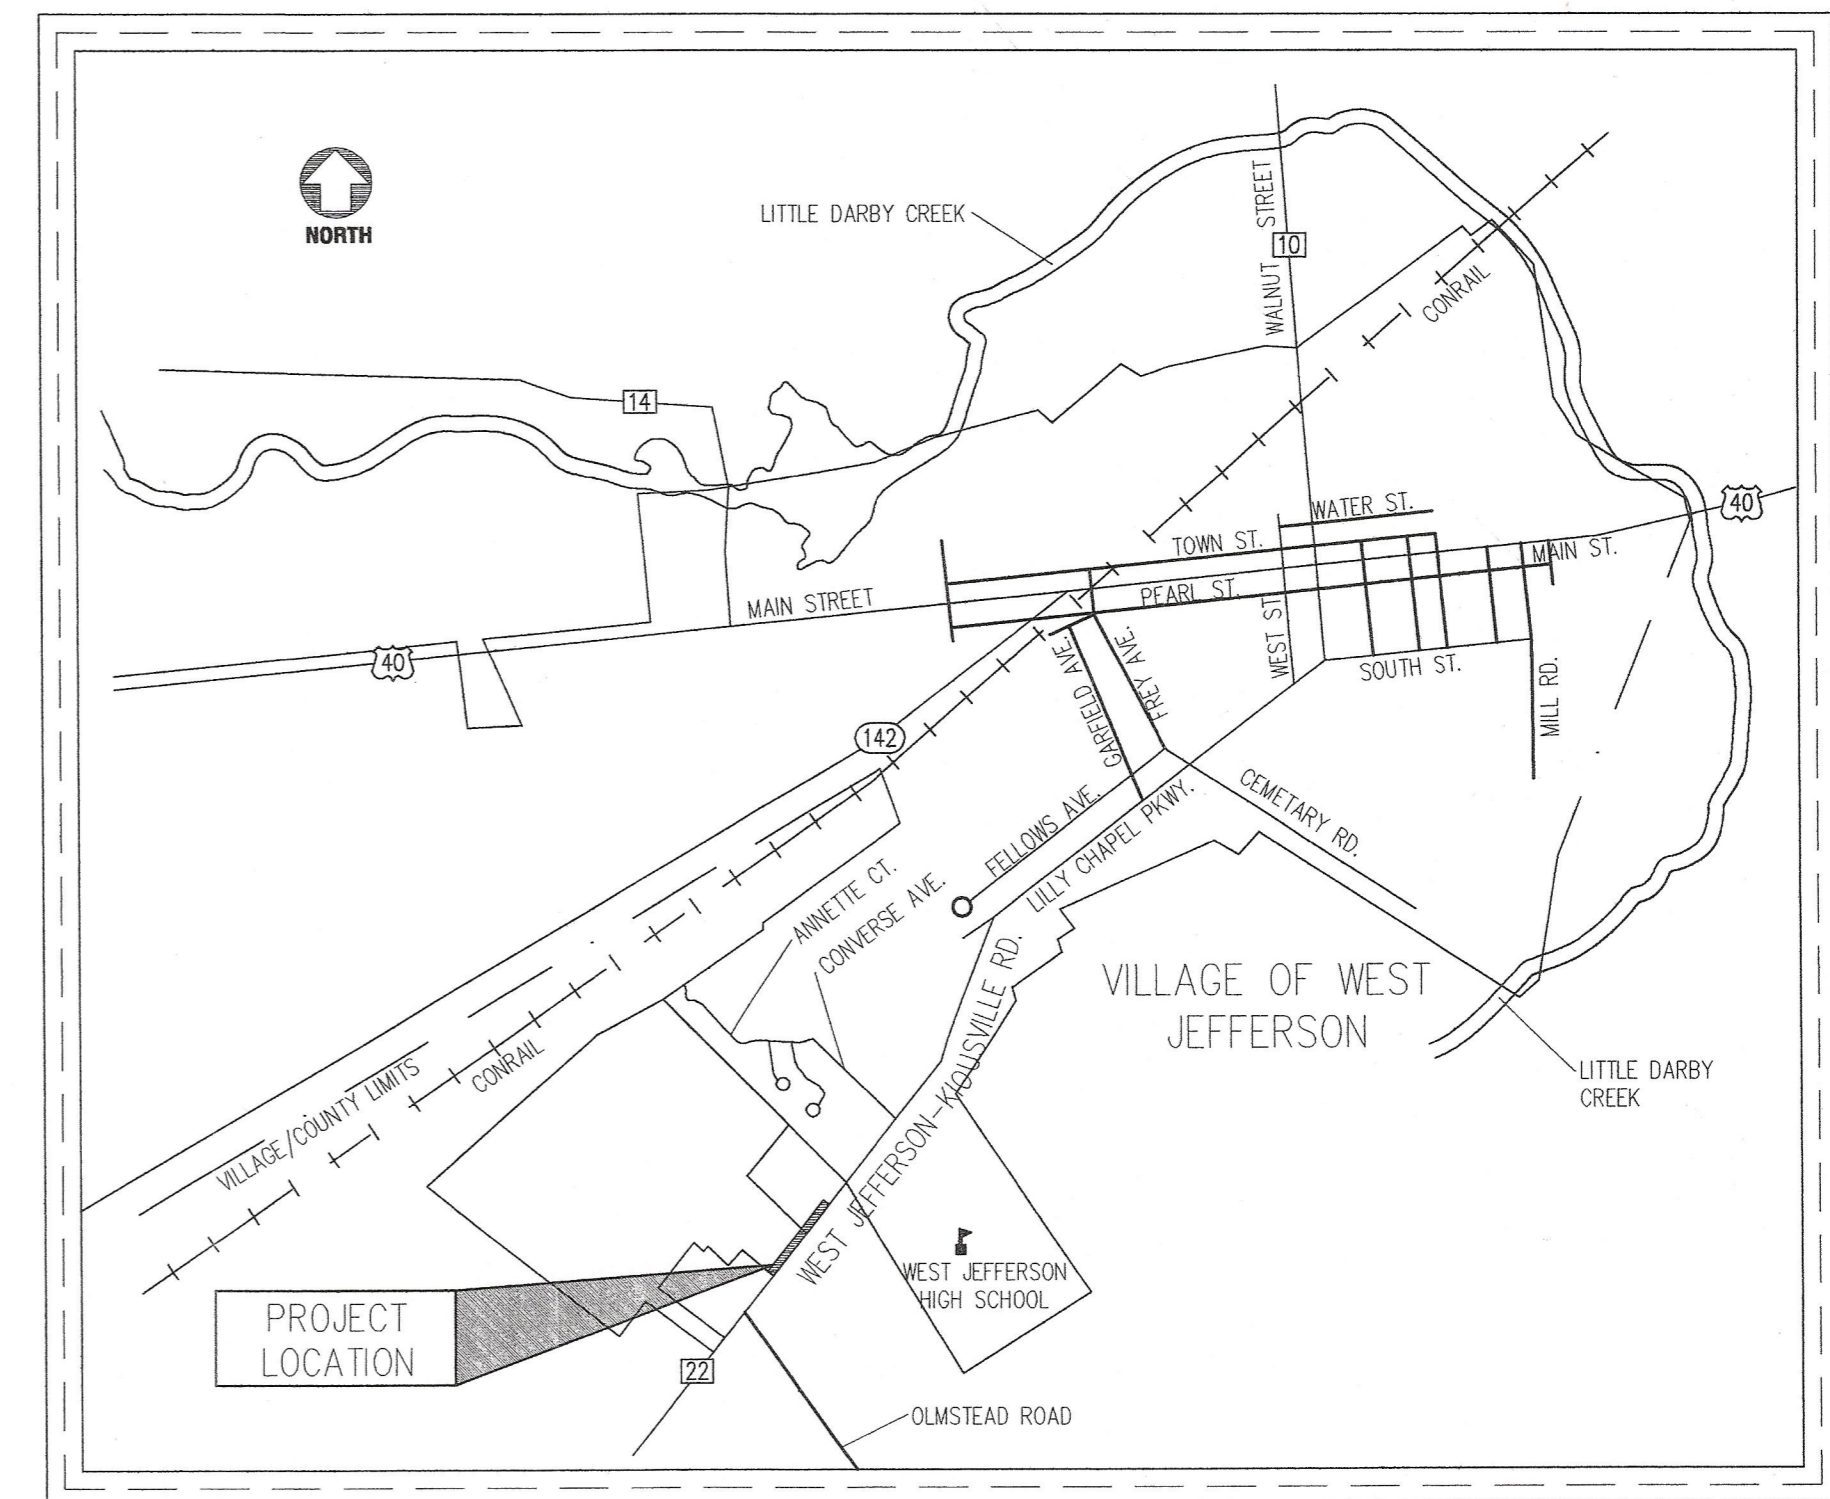 NORTH
LITTLE DARBY CREEK
WALNUT STREET
10
CONRAIL
14
40
WATER ST.
TOWN ST.
MAIN ST.
PEARL ST.
MAIN STREET
40
WEST ST.
SOUTH ST.
MILL RD.
GARFIELD AVE.
FREY AVE.
142
CEMETARY RD.
FELLOWS AVE.
LILLY CHAPEL PKWY.
ANNETTE CT.
CONVERSE AVE.
VILLAGE OF WEST
JEFFERSON
WEST JEFFERSON-KIOUSVILLE RD.
VILLAGE/COUNTY LIMITS
CONRAIL
LITTLE DARBY
CREEK
WEST JEFFERSON
HIGH SCHOOL
PROJECT
LOCATION
22
OLMSTEAD ROAD